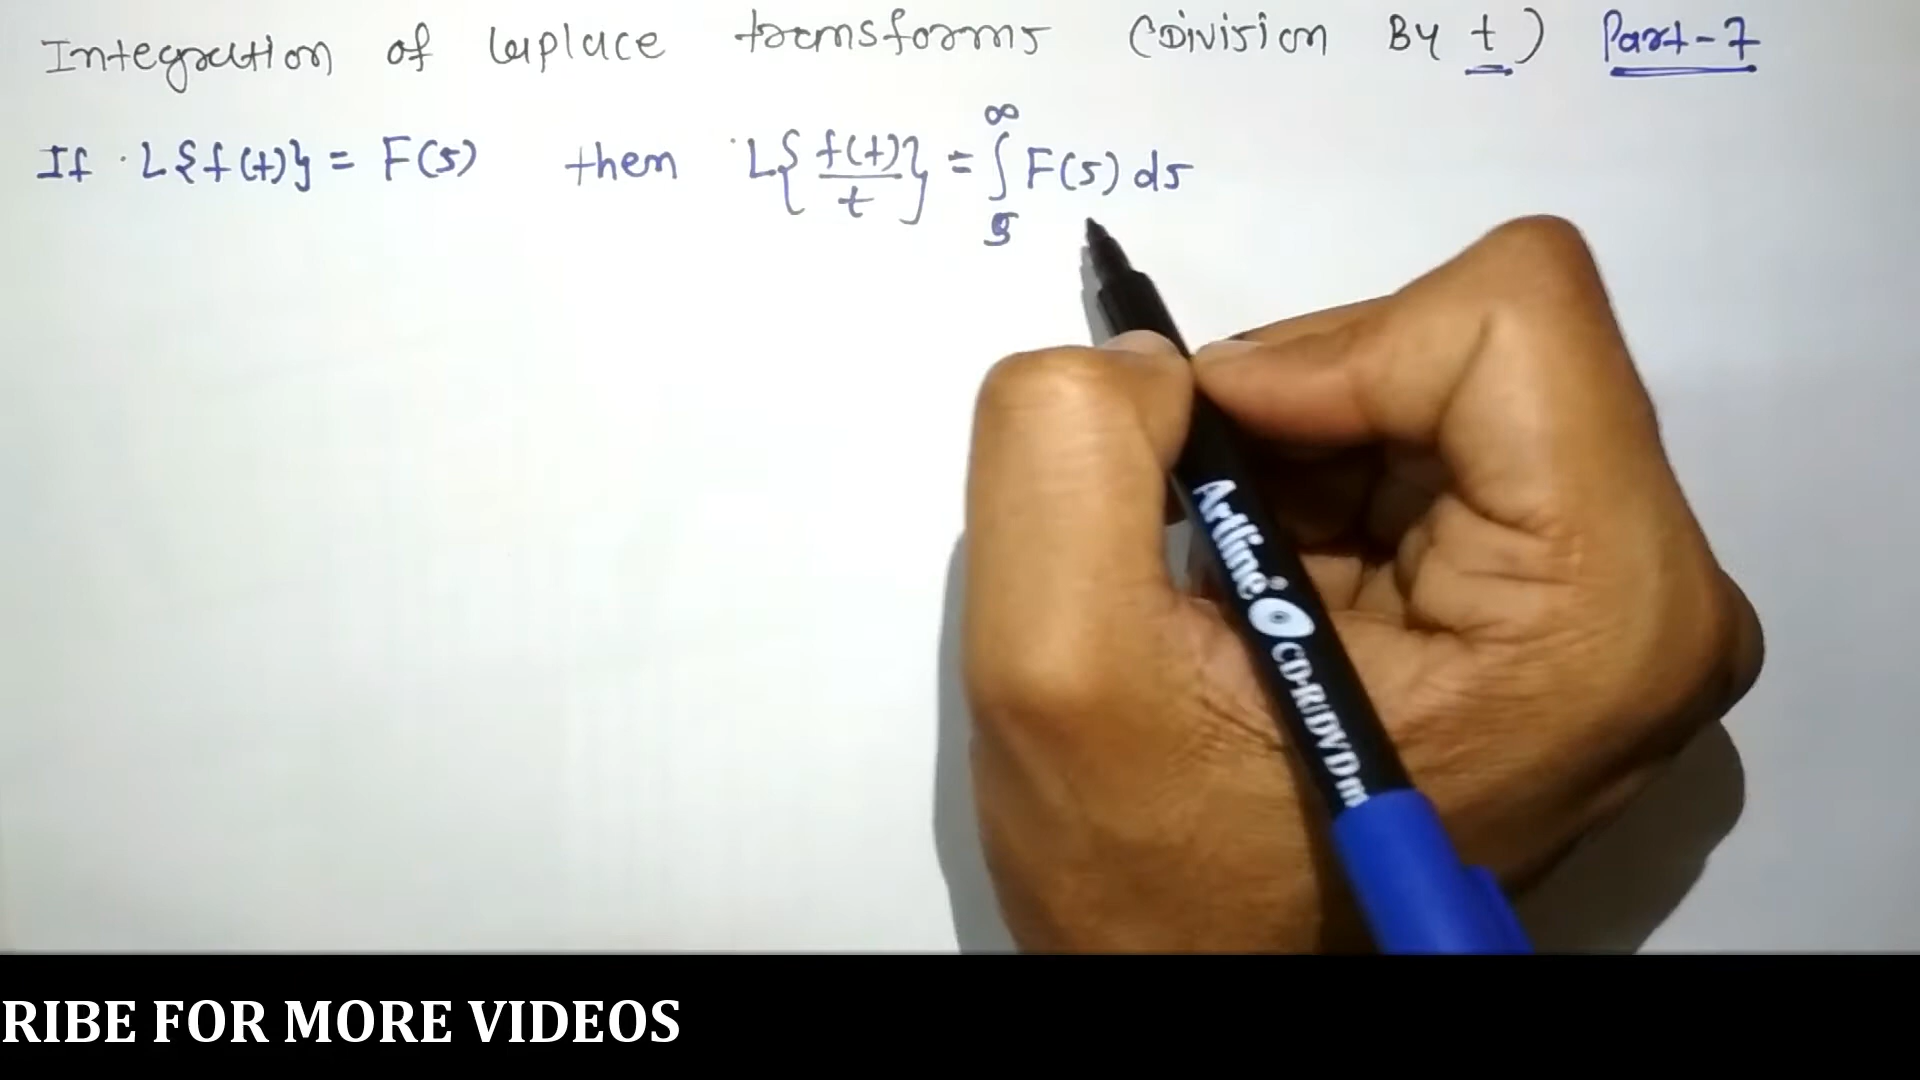 Integration of Laplace transforms (Division By t) Part-7
If L{f(t)} = F(s) then L{f(t)/t} = ∫_s^∞ F(s) ds
Artline CD-R/DVD m
RIBE FOR MORE VIDEOS